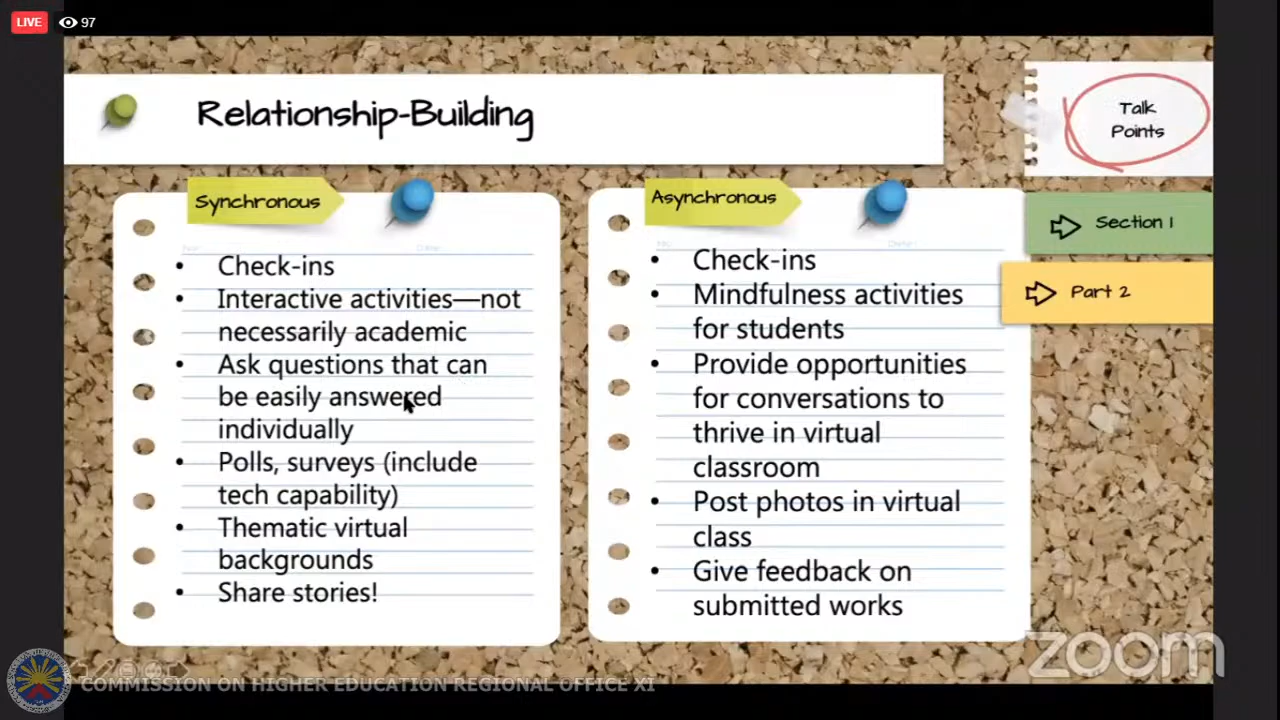 LIVE 97
Relationship-Building
Talk
Points
Synchronous
• Check-ins
• Interactive activities—not
necessarily academic
• Ask questions that can
be easily answered
individually
• Polls, surveys (include
tech capability)
• Thematic virtual
backgrounds
• Share stories!
Asynchronous
• Check-ins
• Mindfulness activities
for students
• Provide opportunities
for conversations to
thrive in virtual
classroom
• Post photos in virtual
class
• Give feedback on
submitted works
Section 1
Part 2
zoom
COMMISSION ON HIGHER EDUCATION REGIONAL OFFICE XI